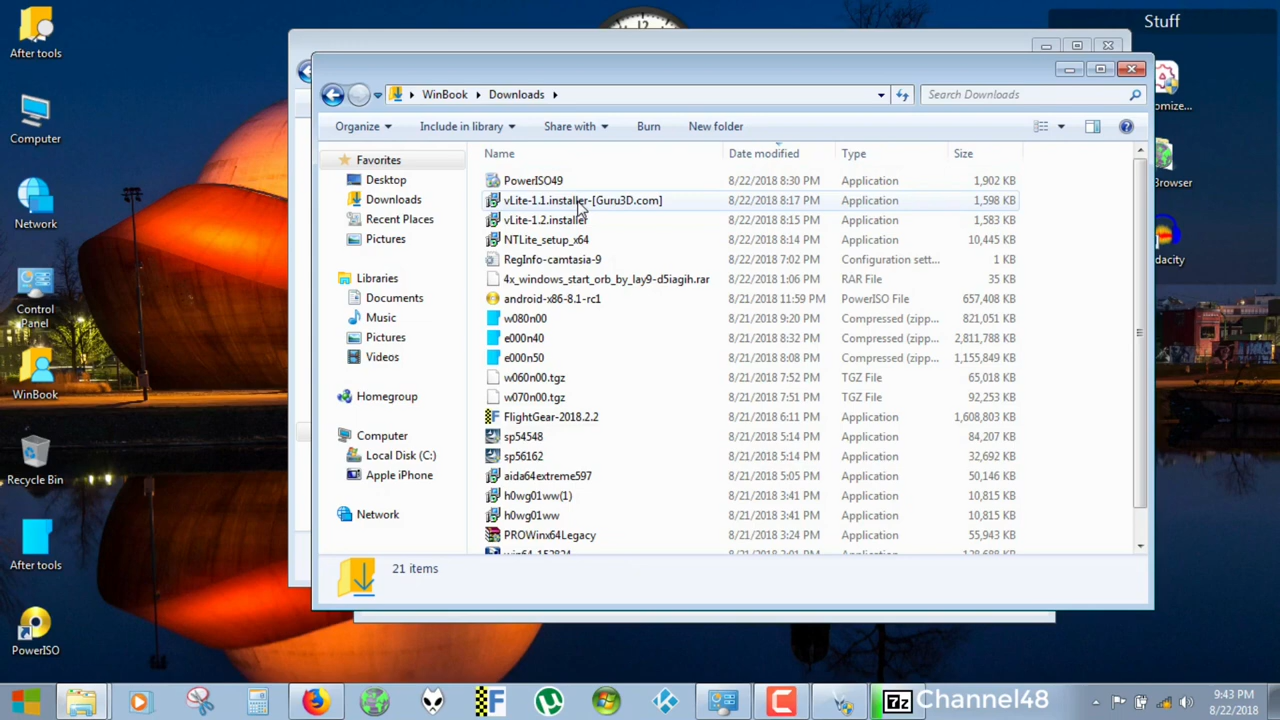 After tools
Computer
Network
Control
Panel
WinBook
Recycle Bin
After tools
PowerISO
12
Stuff
omize...
Browser
dacity
WinBook
Downloads
Search Downloads
Organize
Include in library
Share with
Burn
New folder
Favorites
Desktop
Downloads
Recent Places
Pictures
Libraries
Documents
Music
Pictures
Videos
Homegroup
Computer
Local Disk (C:)
Apple iPhone
Network
Name Date modified Type Size
PowerISO49 8/22/2018 8:30 PM Application 1,902 KB
vLite-1.1.installer-[Guru3D.com] 8/22/2018 8:17 PM Application 1,598 KB
vLite-1.2.installer 8/22/2018 8:15 PM Application 1,583 KB
NTLite_setup_x64 8/22/2018 8:14 PM Application 10,445 KB
RegInfo-camtasia-9 8/22/2018 7:02 PM Configuration sett... 1 KB
4x_windows_start_orb_by_lay9-d5iagih.rar 8/22/2018 1:06 PM RAR File 35 KB
android-x86-8.1-rc1 8/21/2018 11:59 PM PowerISO File 657,408 KB
w080n00 8/21/2018 9:20 PM Compressed (zipp... 821,051 KB
e000n40 8/21/2018 8:32 PM Compressed (zipp... 2,811,788 KB
e000n50 8/21/2018 8:08 PM Compressed (zipp... 1,155,849 KB
w060n00.tgz 8/21/2018 7:52 PM TGZ File 65,018 KB
w070n00.tgz 8/21/2018 7:51 PM TGZ File 92,253 KB
FlightGear-2018.2.2 8/21/2018 6:11 PM Application 1,608,803 KB
sp54548 8/21/2018 5:14 PM Application 84,207 KB
sp56162 8/21/2018 5:14 PM Application 32,692 KB
aida64extreme597 8/21/2018 5:05 PM Application 50,146 KB
h0wg01ww(1) 8/21/2018 3:41 PM Application 10,815 KB
h0wg01ww 8/21/2018 3:41 PM Application 10,815 KB
PROWinx64Legacy 8/21/2018 3:24 PM Application 55,943 KB
21 items
7z
Channel48
9:43 PM
8/22/2018